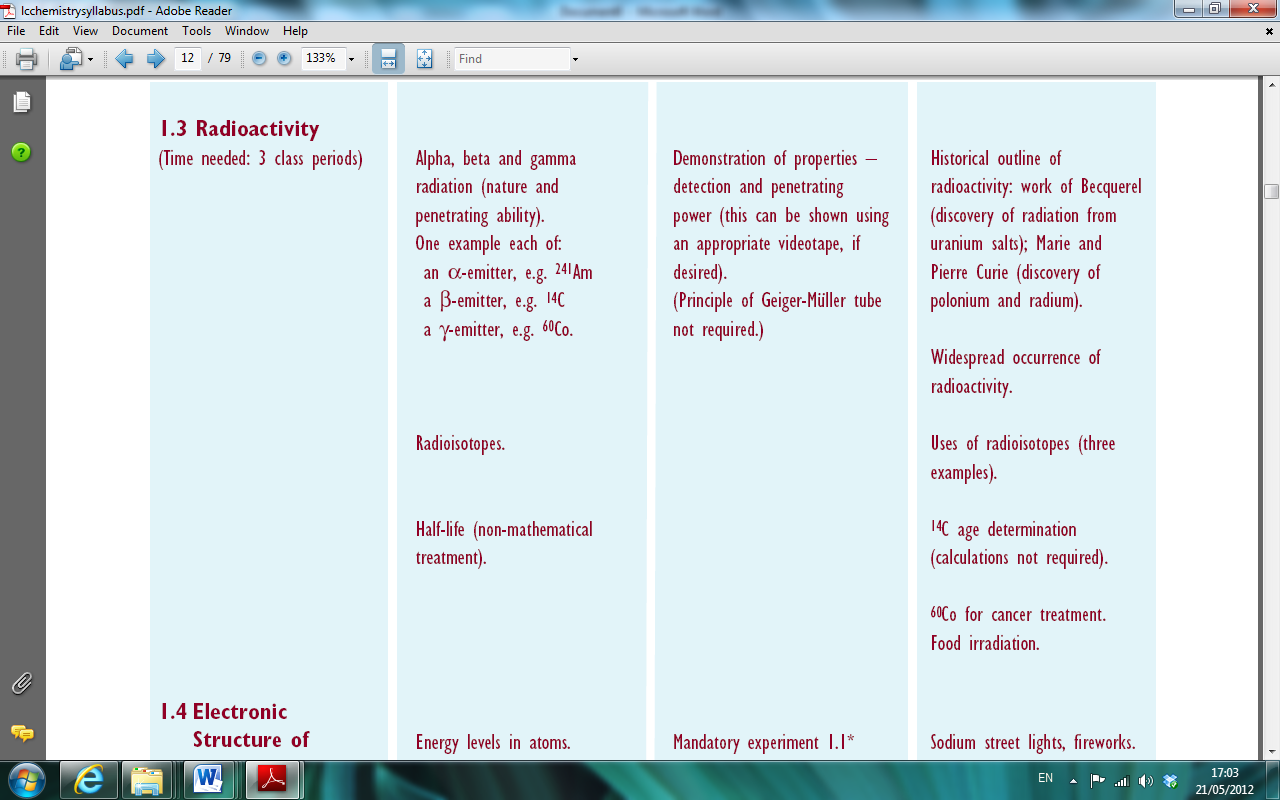 lcchemistrysyllabus.pdf - Adobe Reader
File Edit View Document Tools Window Help
12 / 79 133% Find
1.3 Radioactivity
(Time needed: 3 class periods)
Alpha, beta and gamma
radiation (nature and
penetrating ability).
One example each of:
an α-emitter, e.g. ²⁴¹Am
a β-emitter, e.g. ¹⁴C
a γ-emitter, e.g. ⁶⁰Co.
Radioisotopes.
Half-life (non-mathematical
treatment).
Demonstration of properties –
detection and penetrating
power (this can be shown using
an appropriate videotape, if
desired).
(Principle of Geiger-Müller tube
not required.)
Historical outline of
radioactivity: work of Becquerel
(discovery of radiation from
uranium salts); Marie and
Pierre Curie (discovery of
polonium and radium).
Widespread occurrence of
radioactivity.
Uses of radioisotopes (three
examples).
¹⁴C age determination
(calculations not required).
⁶⁰Co for cancer treatment.
Food irradiation.
1.4 Electronic
Structure of
Energy levels in atoms.
Mandatory experiment 1.1*
Sodium street lights, fireworks.
EN
17:03
21/05/2012